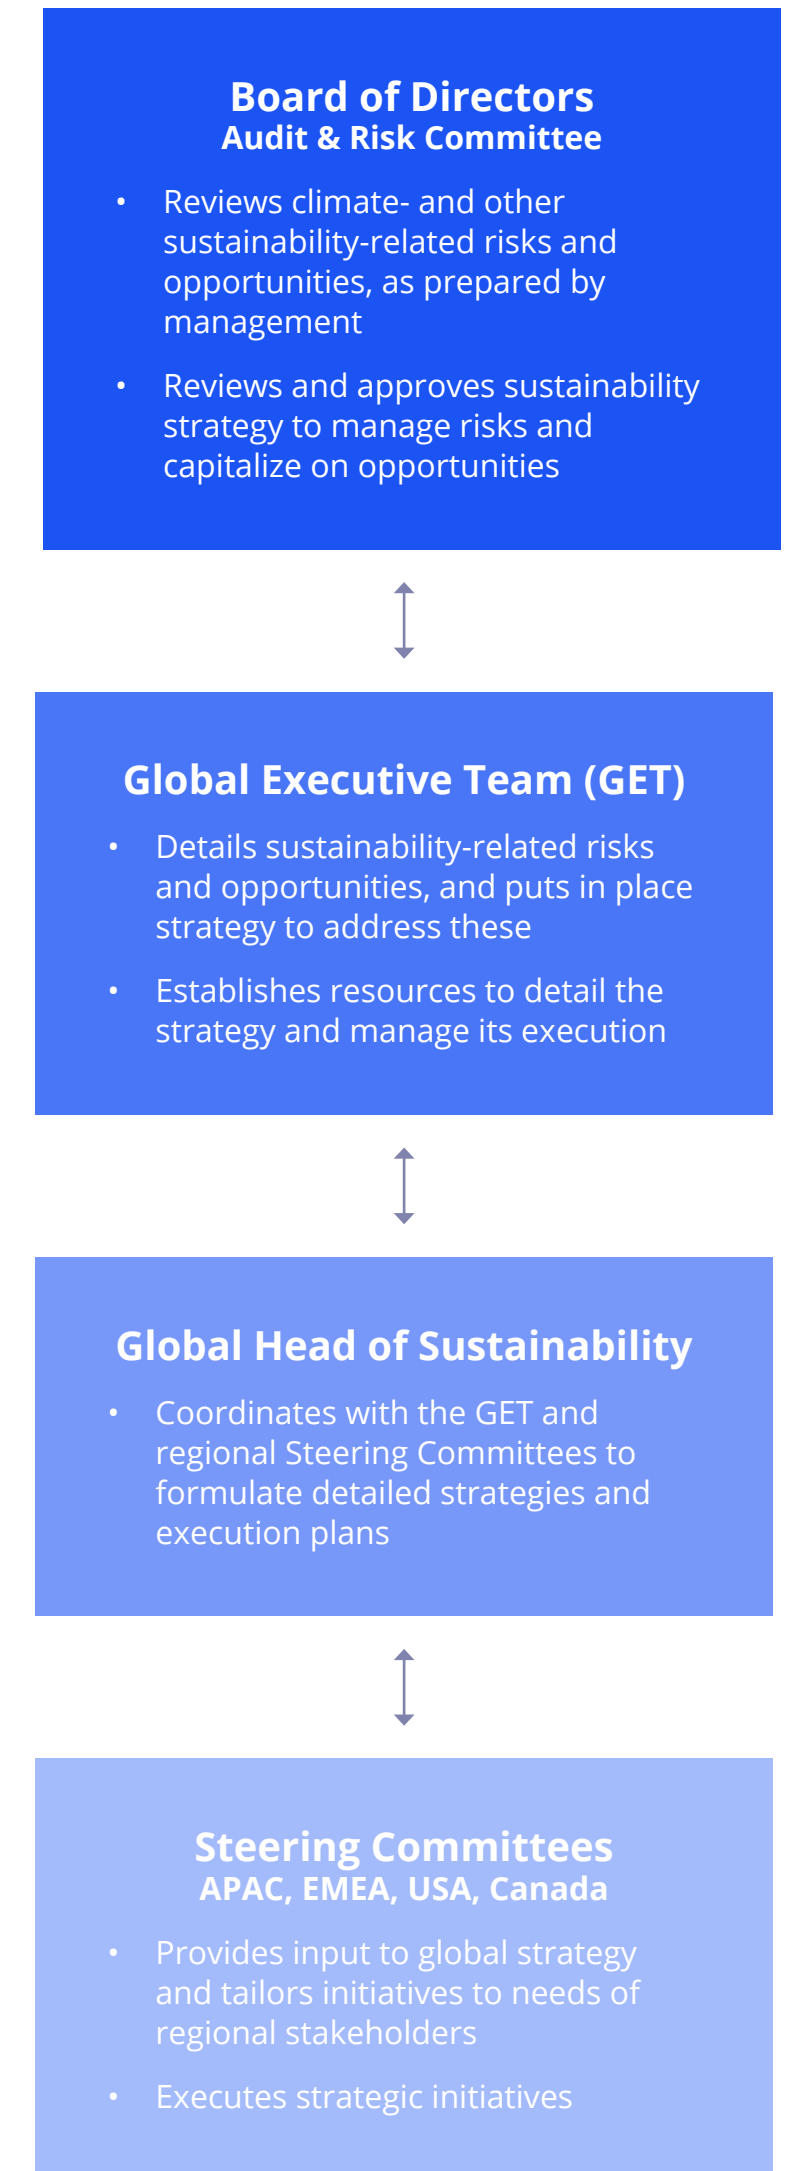 Board of Directors
Audit & Risk Committee
• Reviews climate- and other
sustainability-related risks and
opportunities, as prepared by
management
• Reviews and approves sustainability
strategy to manage risks and
capitalize on opportunities
Global Executive Team (GET)
• Details sustainability-related risks
and opportunities, and puts in place
strategy to address these
• Establishes resources to detail the
strategy and manage its execution
Global Head of Sustainability
• Coordinates with the GET and
regional Steering Committees to
formulate detailed strategies and
execution plans
Steering Committees
APAC, EMEA, USA, Canada
• Provides input to global strategy
and tailors initiatives to needs of
regional stakeholders
• Executes strategic initiatives